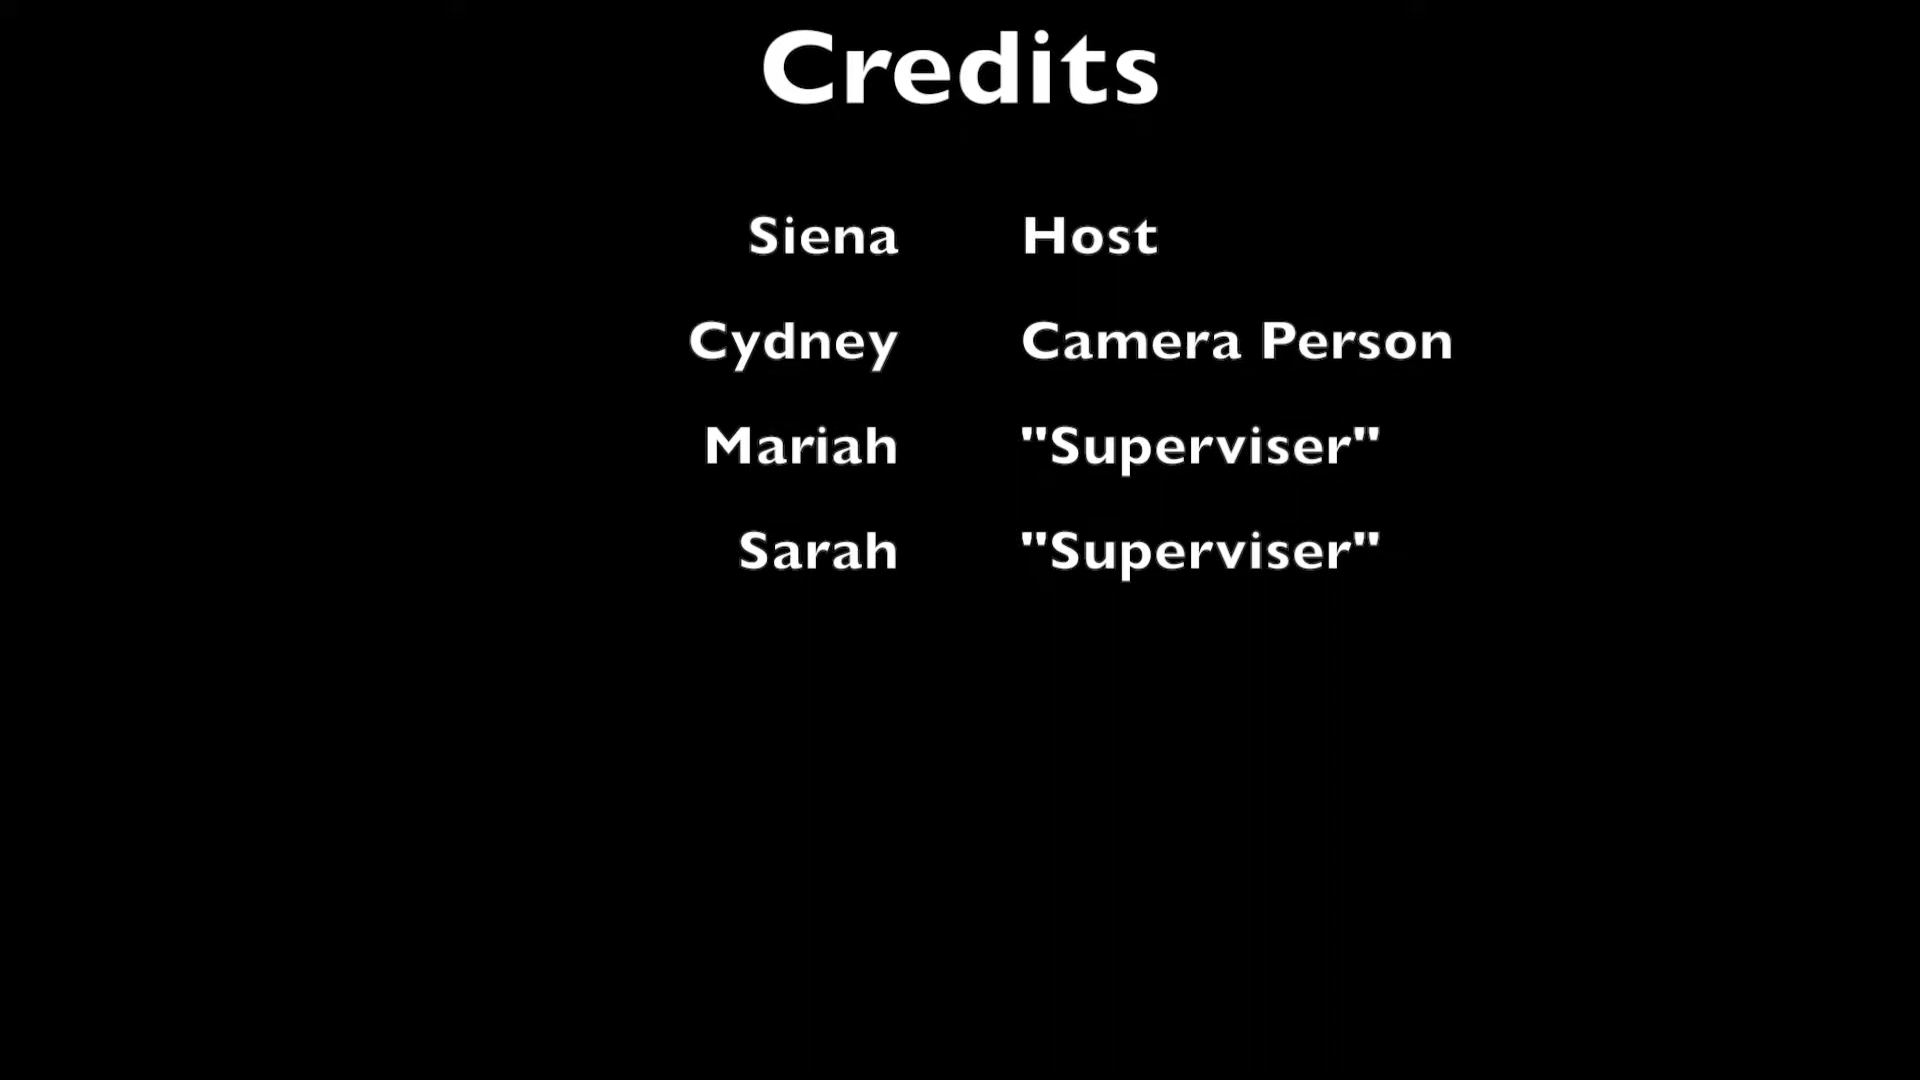 Credits
Siena Host
Cydney Camera Person
Mariah "Superviser"
Sarah "Superviser"